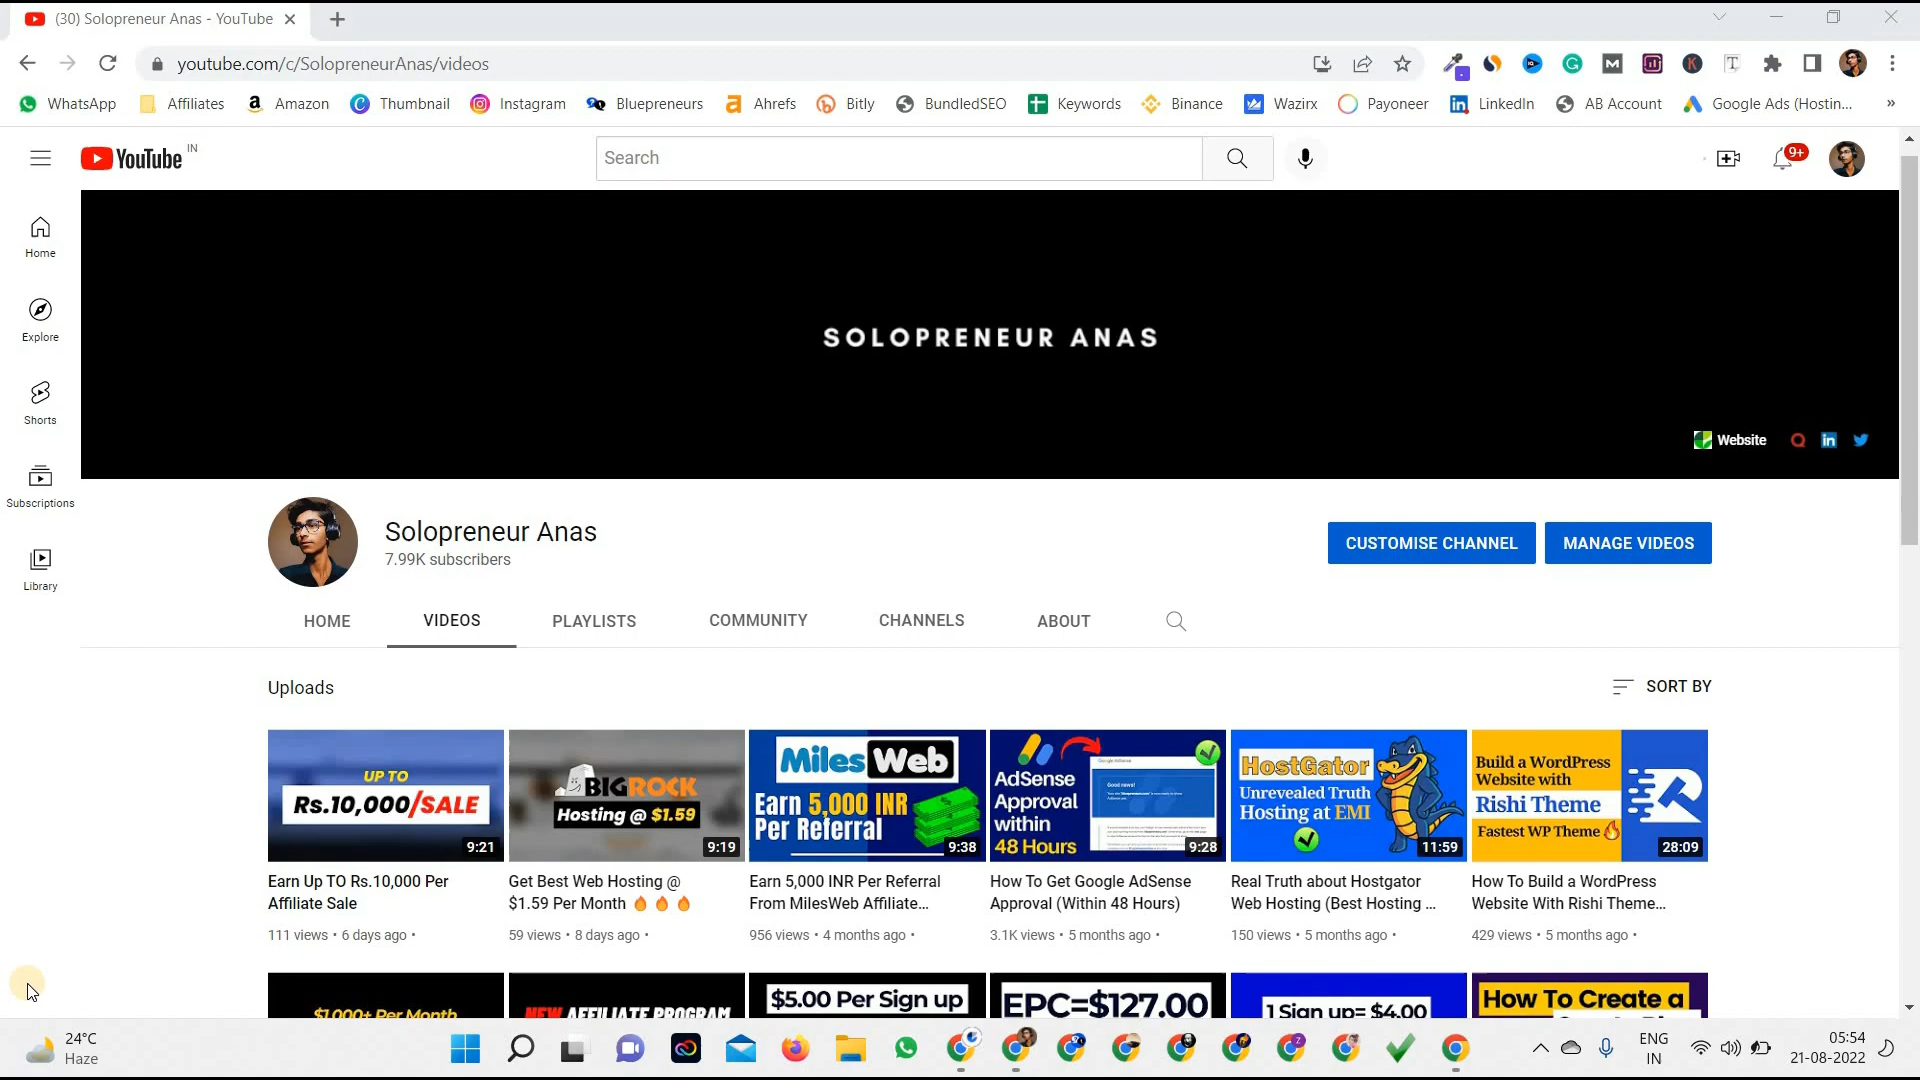 (30) Solopreneur Anas - YouTube
youtube.com/c/SolopreneurAnas/videos
WhatsApp Affiliates Amazon Thumbnail Instagram Bluepreneurs Ahrefs Bitly BundledSEO Keywords Binance Wazirx Payoneer LinkedIn AB Account Google Ads (Hostin... »
YouTube IN
Search
9+
Home
Explore
Shorts
Subscriptions
Library
SOLOPRENEUR ANAS
Website
Solopreneur Anas
7.99K subscribers
CUSTOMISE CHANNEL MANAGE VIDEOS
HOME VIDEOS PLAYLISTS COMMUNITY CHANNELS ABOUT
Uploads
SORT BY
UP TO
Rs.10,000/SALE
9:21
Earn Up TO Rs.10,000 Per
Affiliate Sale
111 views • 6 days ago •
BIGROCK
Hosting @ $1.59
9:19
Get Best Web Hosting @
$1.59 Per Month 🔥 🔥 🔥
59 views • 8 days ago •
Miles Web
Earn 5,000 INR
Per Referral
9:38
Earn 5,000 INR Per Referral
From MilesWeb Affiliate...
956 views • 4 months ago •
AdSense
Approval
within
48 Hours
Google AdSense
Good news!
9:28
How To Get Google AdSense
Approval (Within 48 Hours)
3.1K views • 5 months ago •
HostGator
Unrevealed Truth
Hosting at EMI
11:59
Real Truth about Hostgator
Web Hosting (Best Hosting ...
150 views • 5 months ago •
Build a WordPress
Website with
Rishi Theme
Fastest WP Theme
28:09
How To Build a WordPress
Website With Rishi Theme...
429 views • 5 months ago •
$1,000+ Per Month
NEW AFFILIATE PROGRAM
$5.00 Per Sign up
EPC=$127.00
1 Sign up= $4.00
How To Create a
24°C
Haze
ENG
IN
05:54
21-08-2022